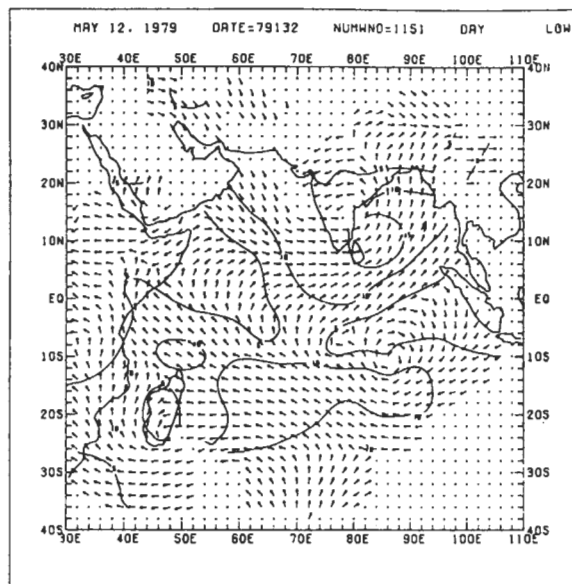 MAY 12, 1979 DATE=79132 NUMWNO=1151 DAY LOW
30E 40E 50E 60E 70E 80E 90E 100E 110E
40N 40N
30N 30N
20N 20N
10N 10N
EQ EQ
10S 10S
20S 20S
30S 30S
40S 40S
30E 40E 50E 60E 70E 80E 90E 100E 110E